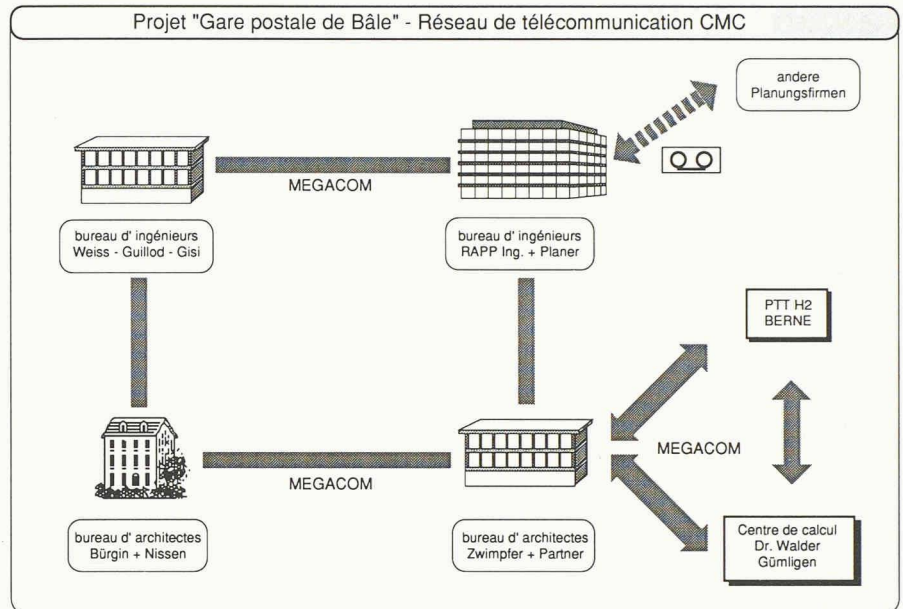 Projet "Gare postale de Bâle" - Réseau de télécommunication CMC
andere
Planungsfirmen
MEGACOM
bureau d' ingénieurs
Weiss - Guillod - Gisi
bureau d' ingénieurs
RAPP Ing. + Planer
PTT H2
BERNE
MEGACOM
MEGACOM
bureau d' architectes
Bürgin + Nissen
bureau d' architectes
Zwimpfer + Partner
Centre de calcul
Dr. Walder
Gümligen